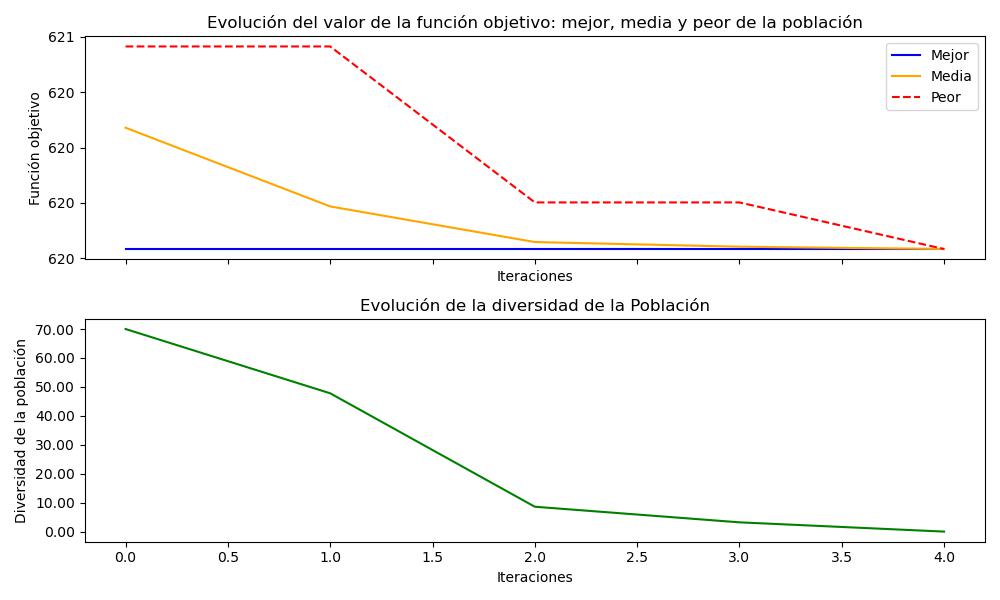 Evolución del valor de la función objetivo: mejor, media y peor de la población
621
620
620
620
620
Función objetivo
Mejor
Media
Peor
Iteraciones
Evolución de la diversidad de la Población
70.00
60.00
50.00
40.00
30.00
20.00
10.00
0.00
Diversidad de la población
0.0 0.5 1.0 1.5 2.0 2.5 3.0 3.5 4.0
Iteraciones